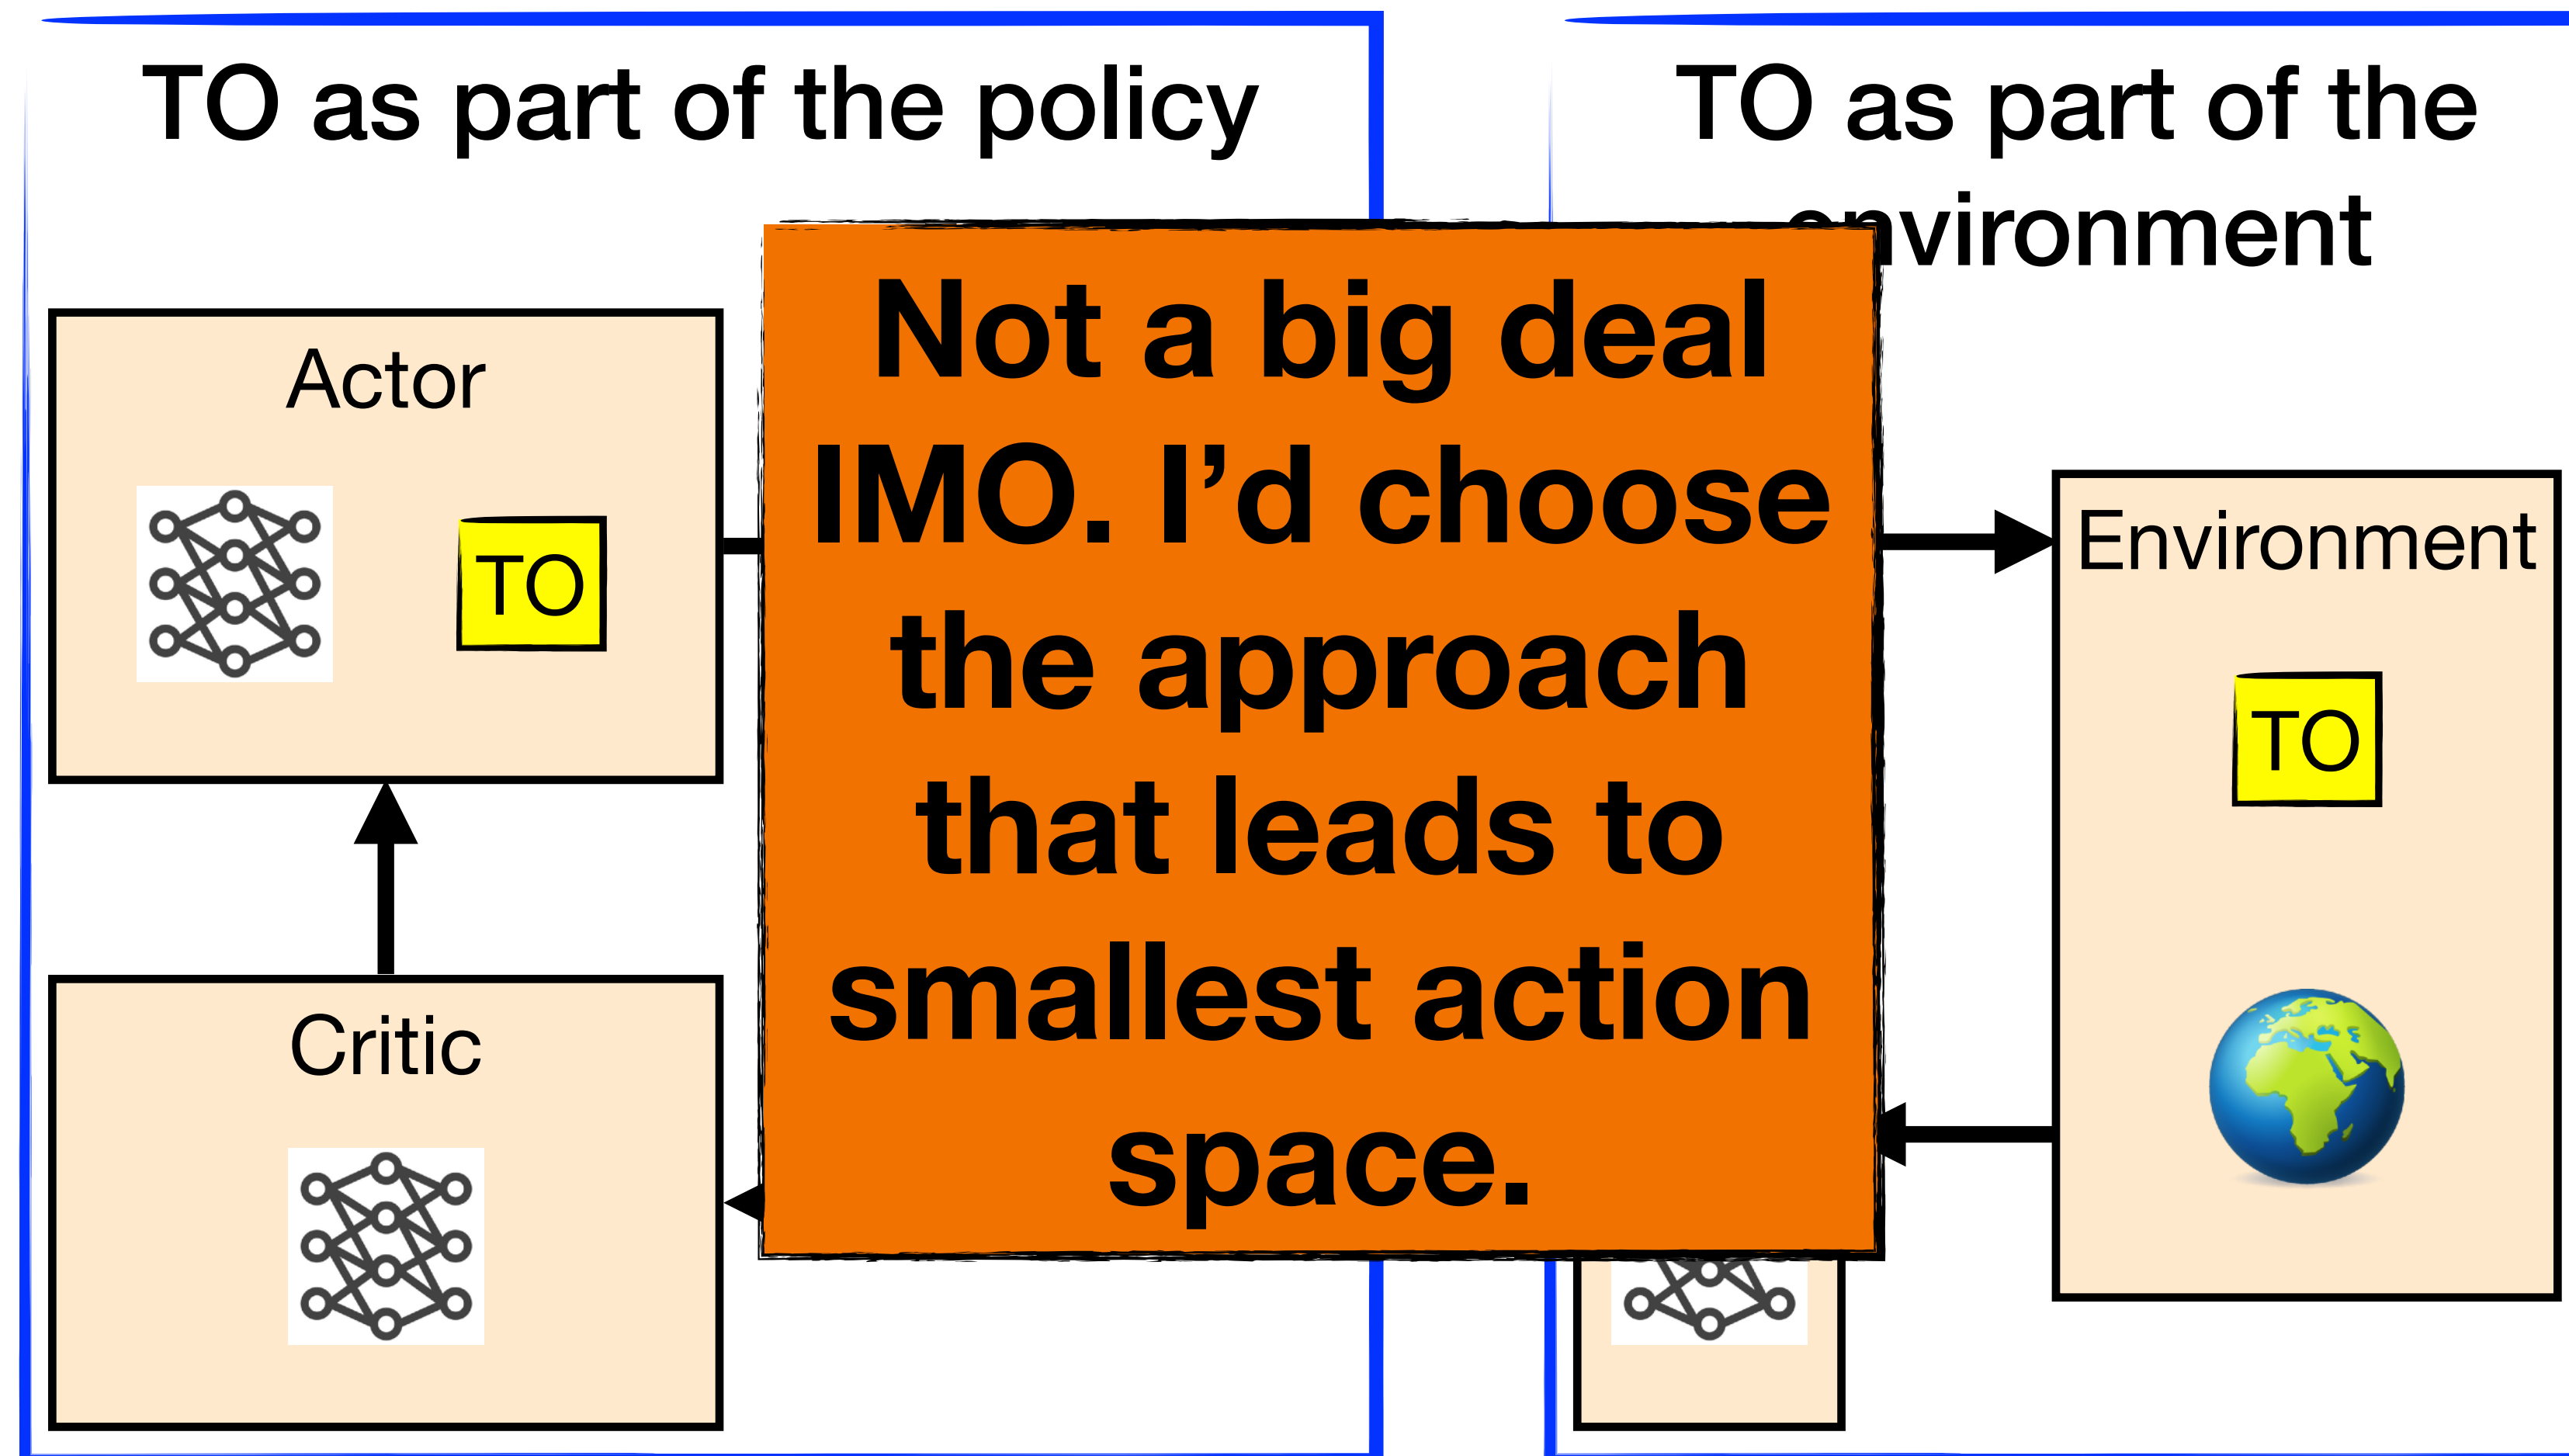 TO as part of the policy
TO as part of the
environment
Actor
TO
Critic
Not a big deal
IMO. I’d choose
the approach
that leads to
smallest action
space.
Environment
TO